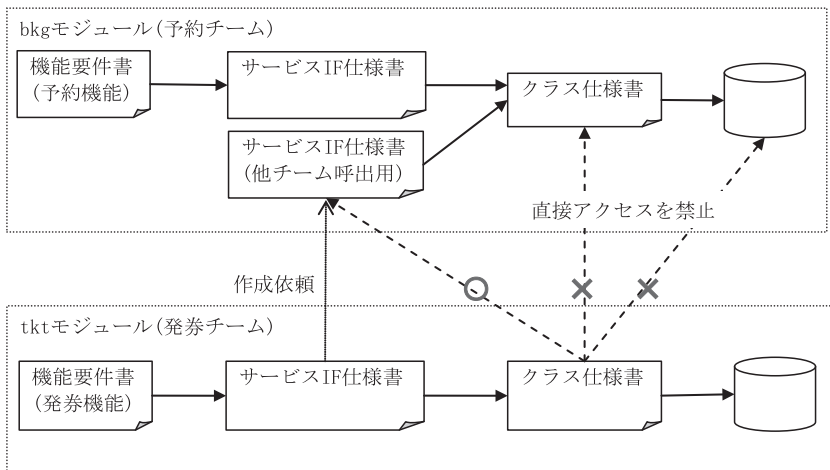 bkgモジュール(予約チーム)
機能要件書
(予約機能)
サービスIF仕様書
クラス仕様書
サービスIF仕様書
(他チーム呼出用)
直接アクセスを禁止
作成依頼
tktモジュール(発券チーム)
機能要件書
(発券機能)
サービスIF仕様書
クラス仕様書